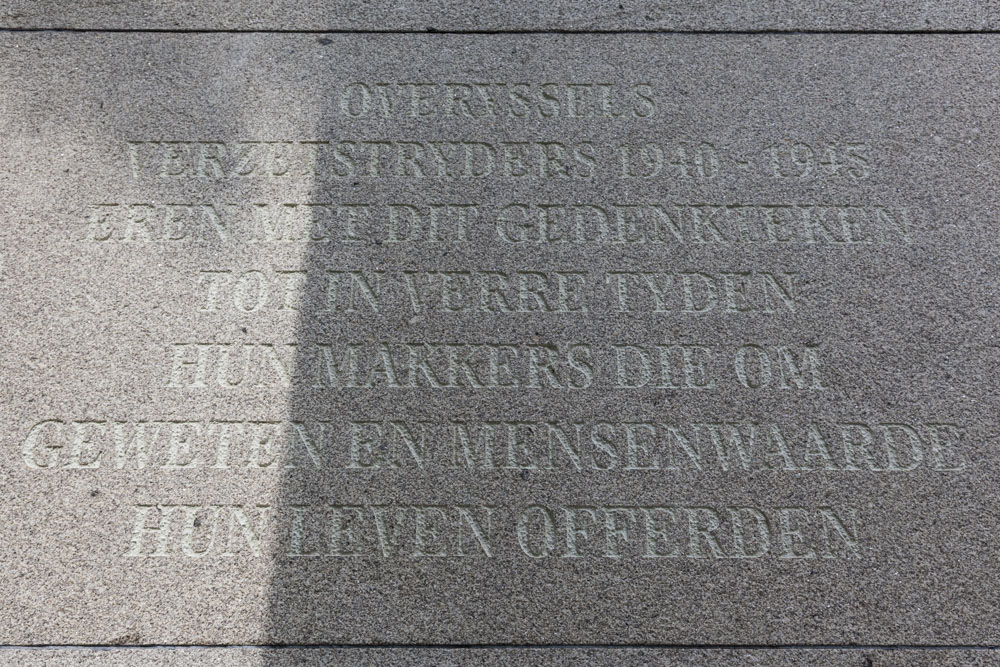 OVERYSSELS
VERZETSTRYDERS 1940 - 1945
EREN MET DIT GEDENKTEKEN
TOT IN VERRE TYDEN
HUN MAKKERS DIE OM
GEWETEN EN MENSENWAARDE
HUN LEVEN OFFERDEN